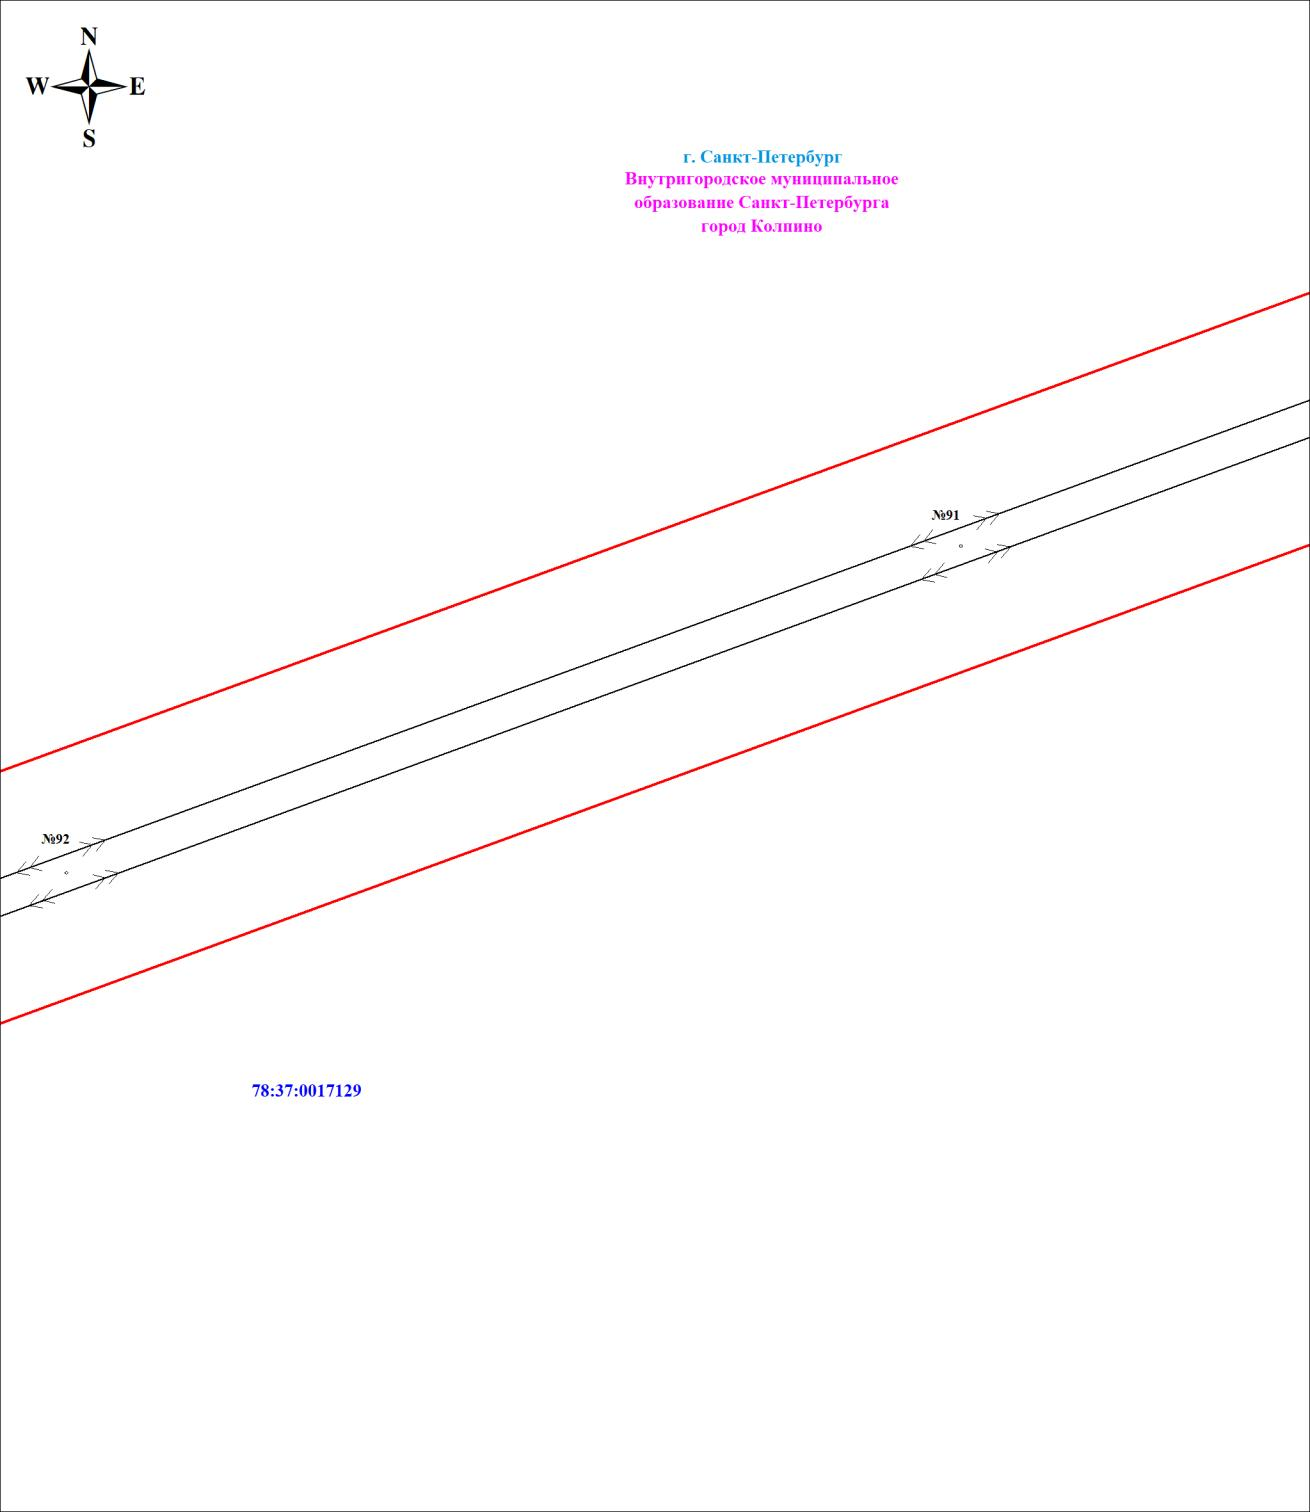 N
W E
S
г. Санкт-Петербург
Внутригородское муниципальное
образование Санкт-Петербурга
город Колпино
№91
№92
78:37:0017129